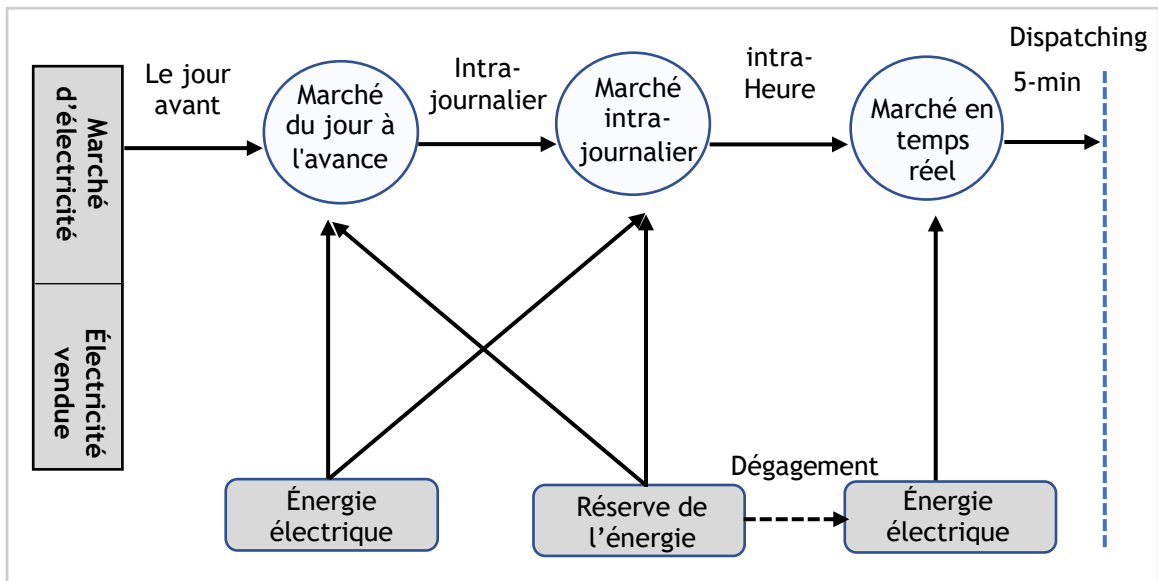 Dispatching
5-min
intra-
Heure
Intra-
journalier
Le jour
avant
Marché
d'électricité
Marché
du jour à
l'avance
Marché
intra-
journalier
Marché en
temps
réel
Électricité
vendue
Dégagement
Énergie
électrique
Réserve de
l’énergie
Énergie
électrique